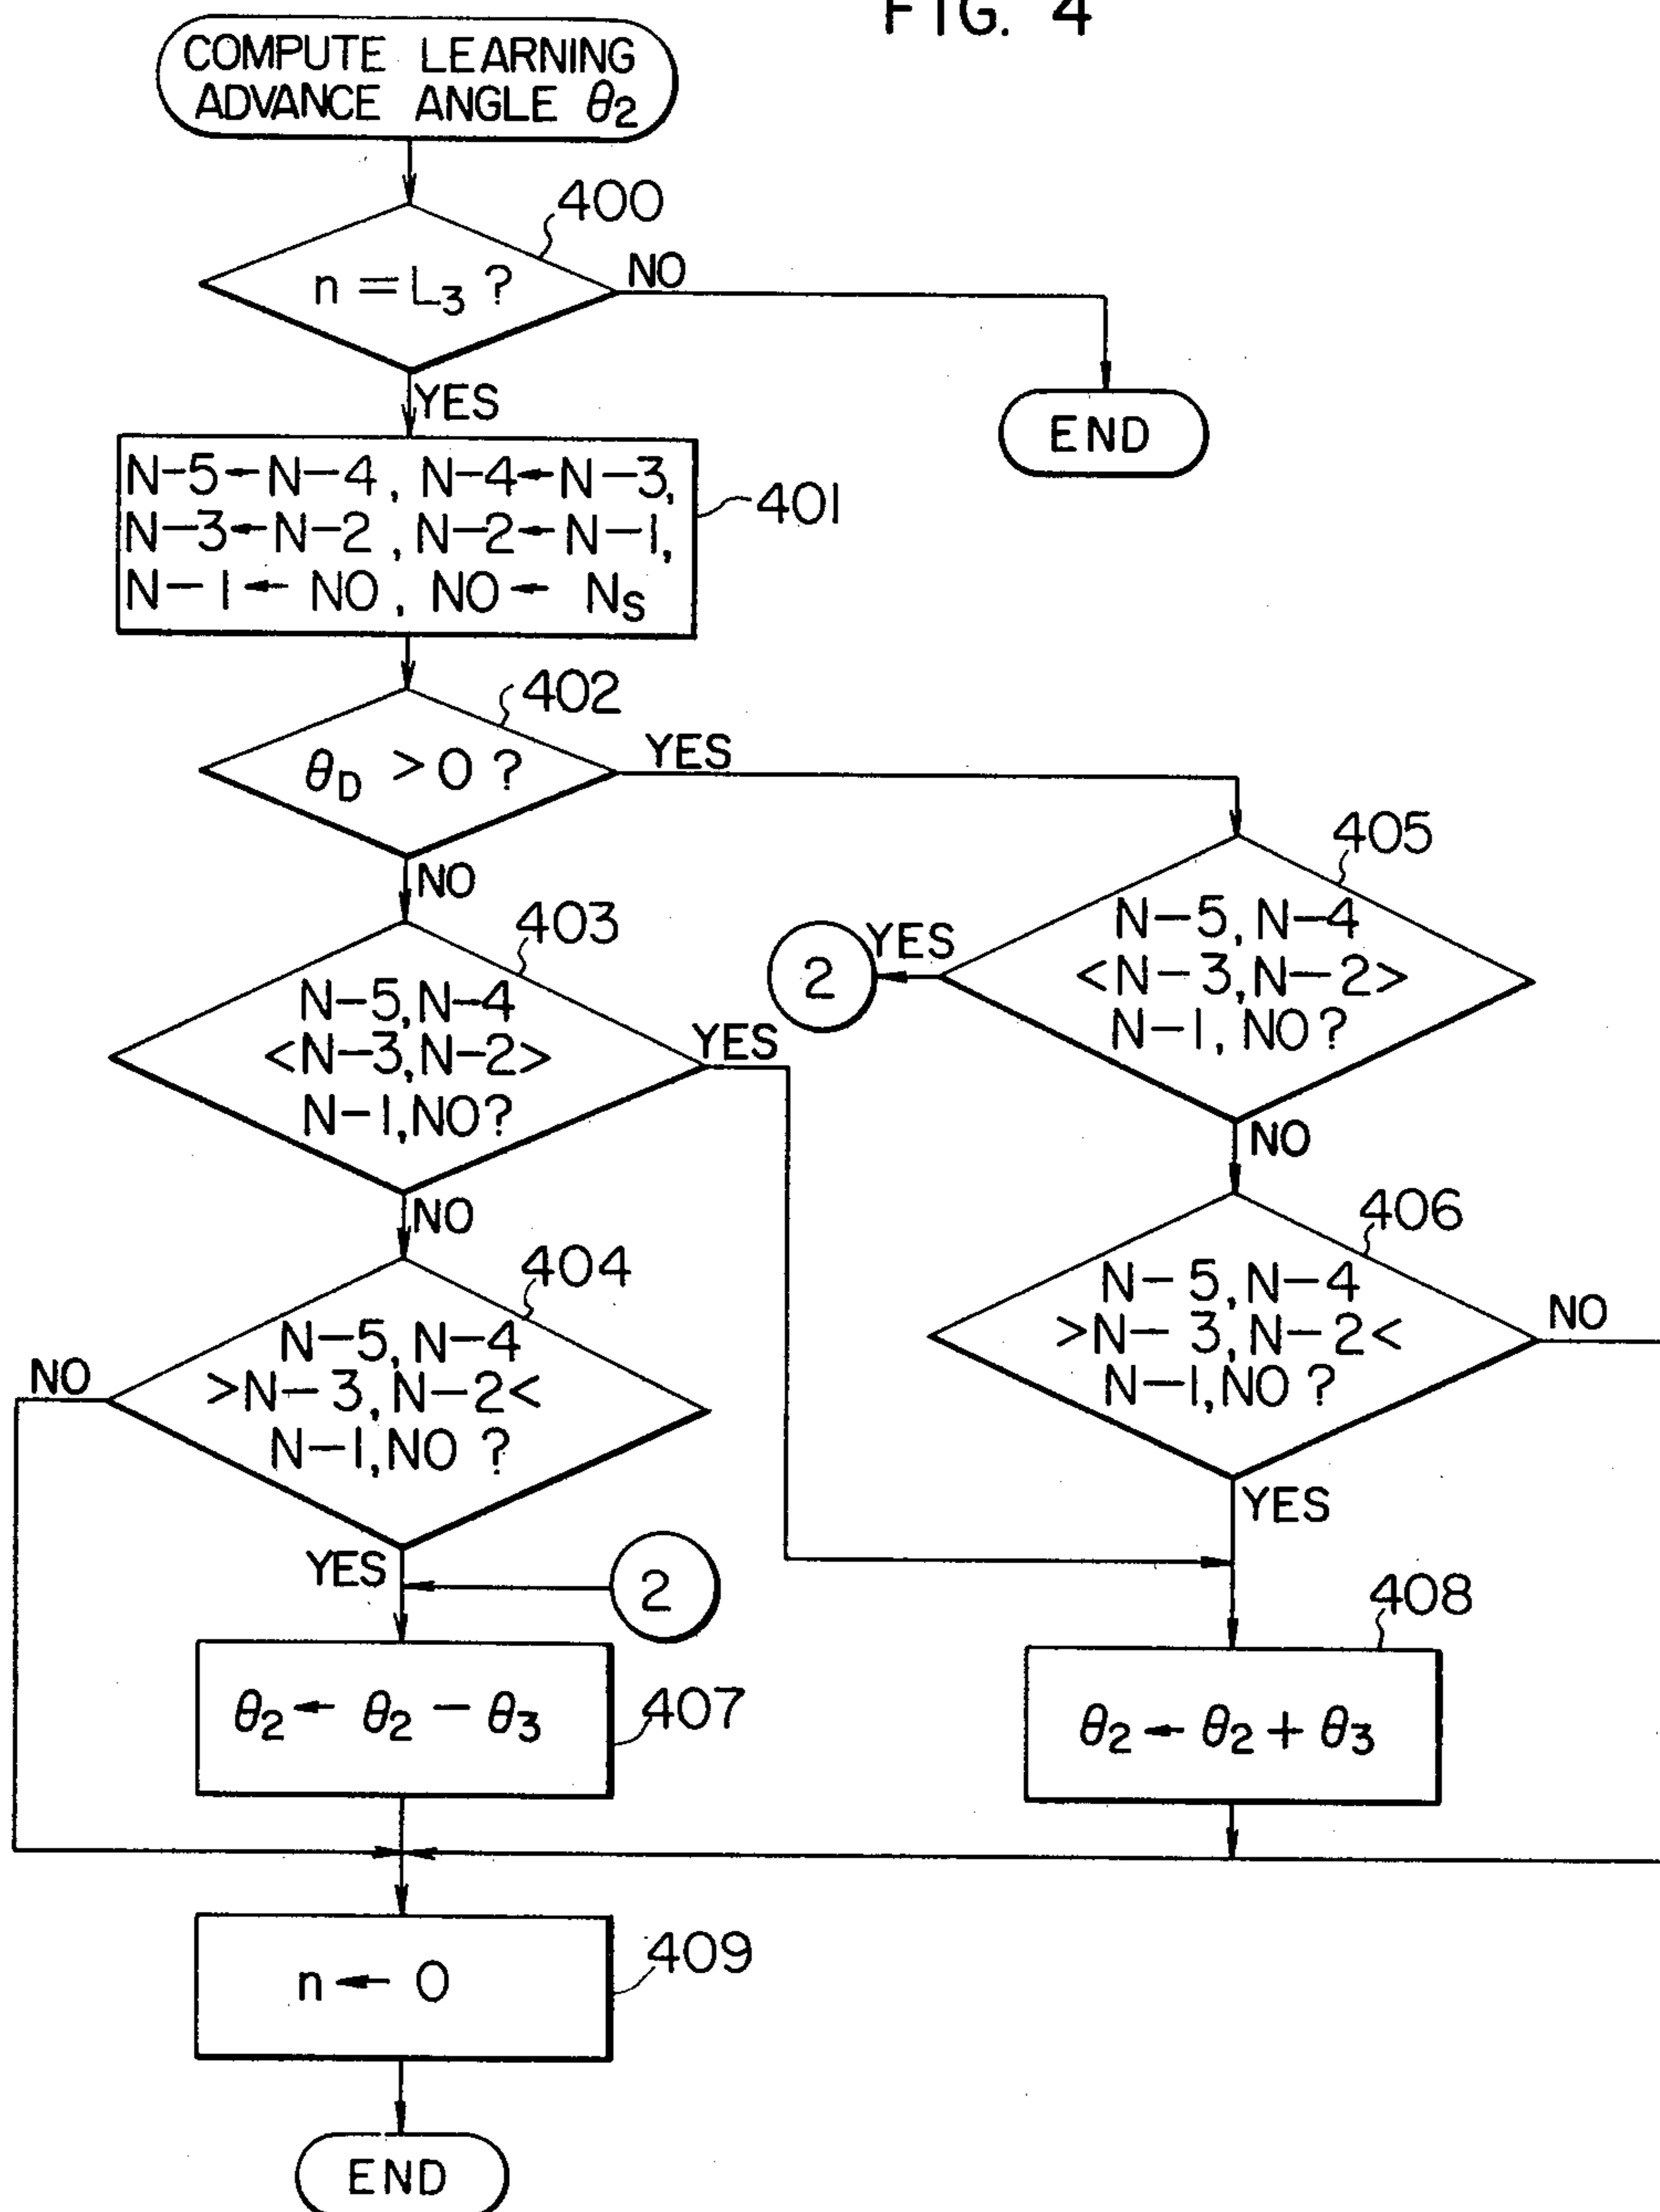 FIG. 4
COMPUTE LEARNING
ADVANCE ANGLE θ2
400
n = L3 ?
NO
YES
END
N-5←N-4, N-4←N-3,
N-3←N-2, N-2←N-1,
N-1←NO, NO←NS
401
402
θD >0 ?
YES
NO
405
N-5, N-4
<N-3, N-2>
N-1, NO?
YES
2
NO
403
N-5, N-4
<N-3, N-2>
N-1, NO?
YES
NO
406
N-5, N-4
>N-3, N-2<
N-1, NO ?
NO
YES
404
N-5, N-4
>N-3, N-2<
N-1, NO ?
NO
YES
2
408
θ2←θ2-θ3
407
θ2←θ2+θ3
n←0
409
END